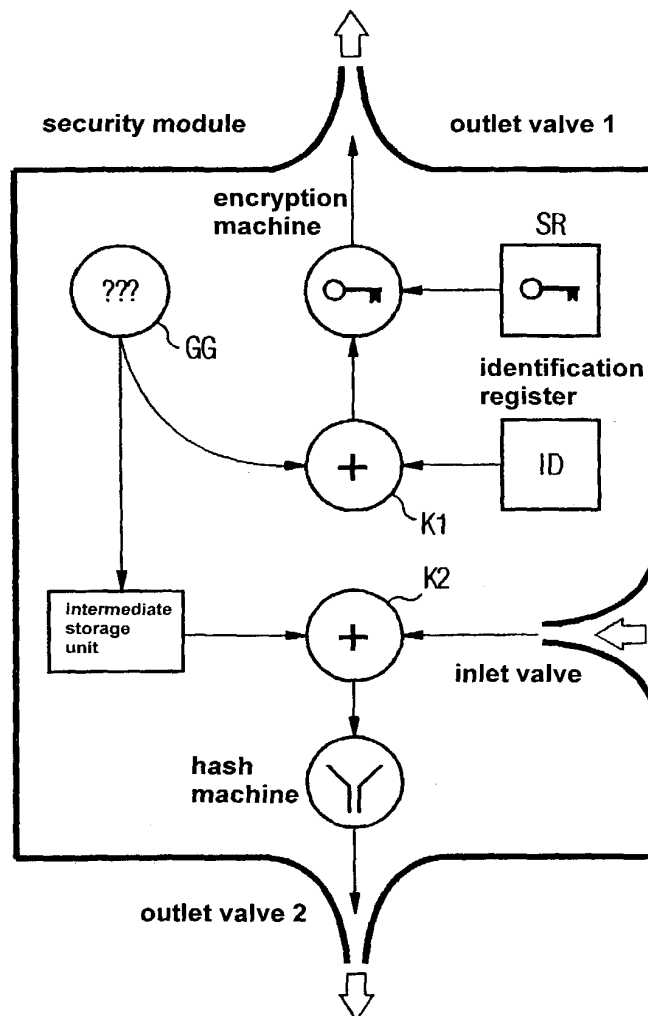 security module
outlet valve 1
encryption
machine
SR
???
GG
identification
register
+
ID
K1
K2
intermediate
storage
unit
+
inlet valve
hash
machine
outlet valve 2